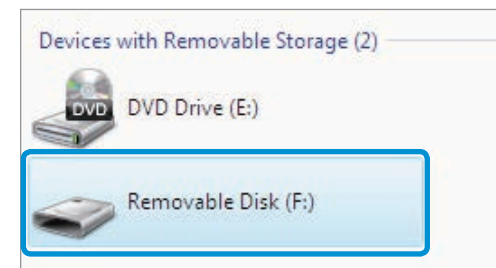 Devices with Removable Storage (2)
DVD
DVD Drive (E:)
Removable Disk (F:)